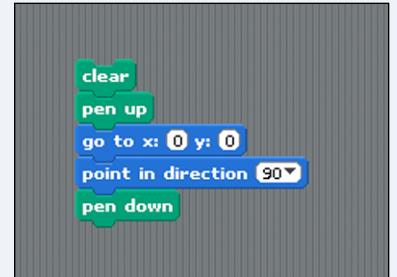 clear
pen up
go to x: 0 y: 0
point in direction 90
pen down